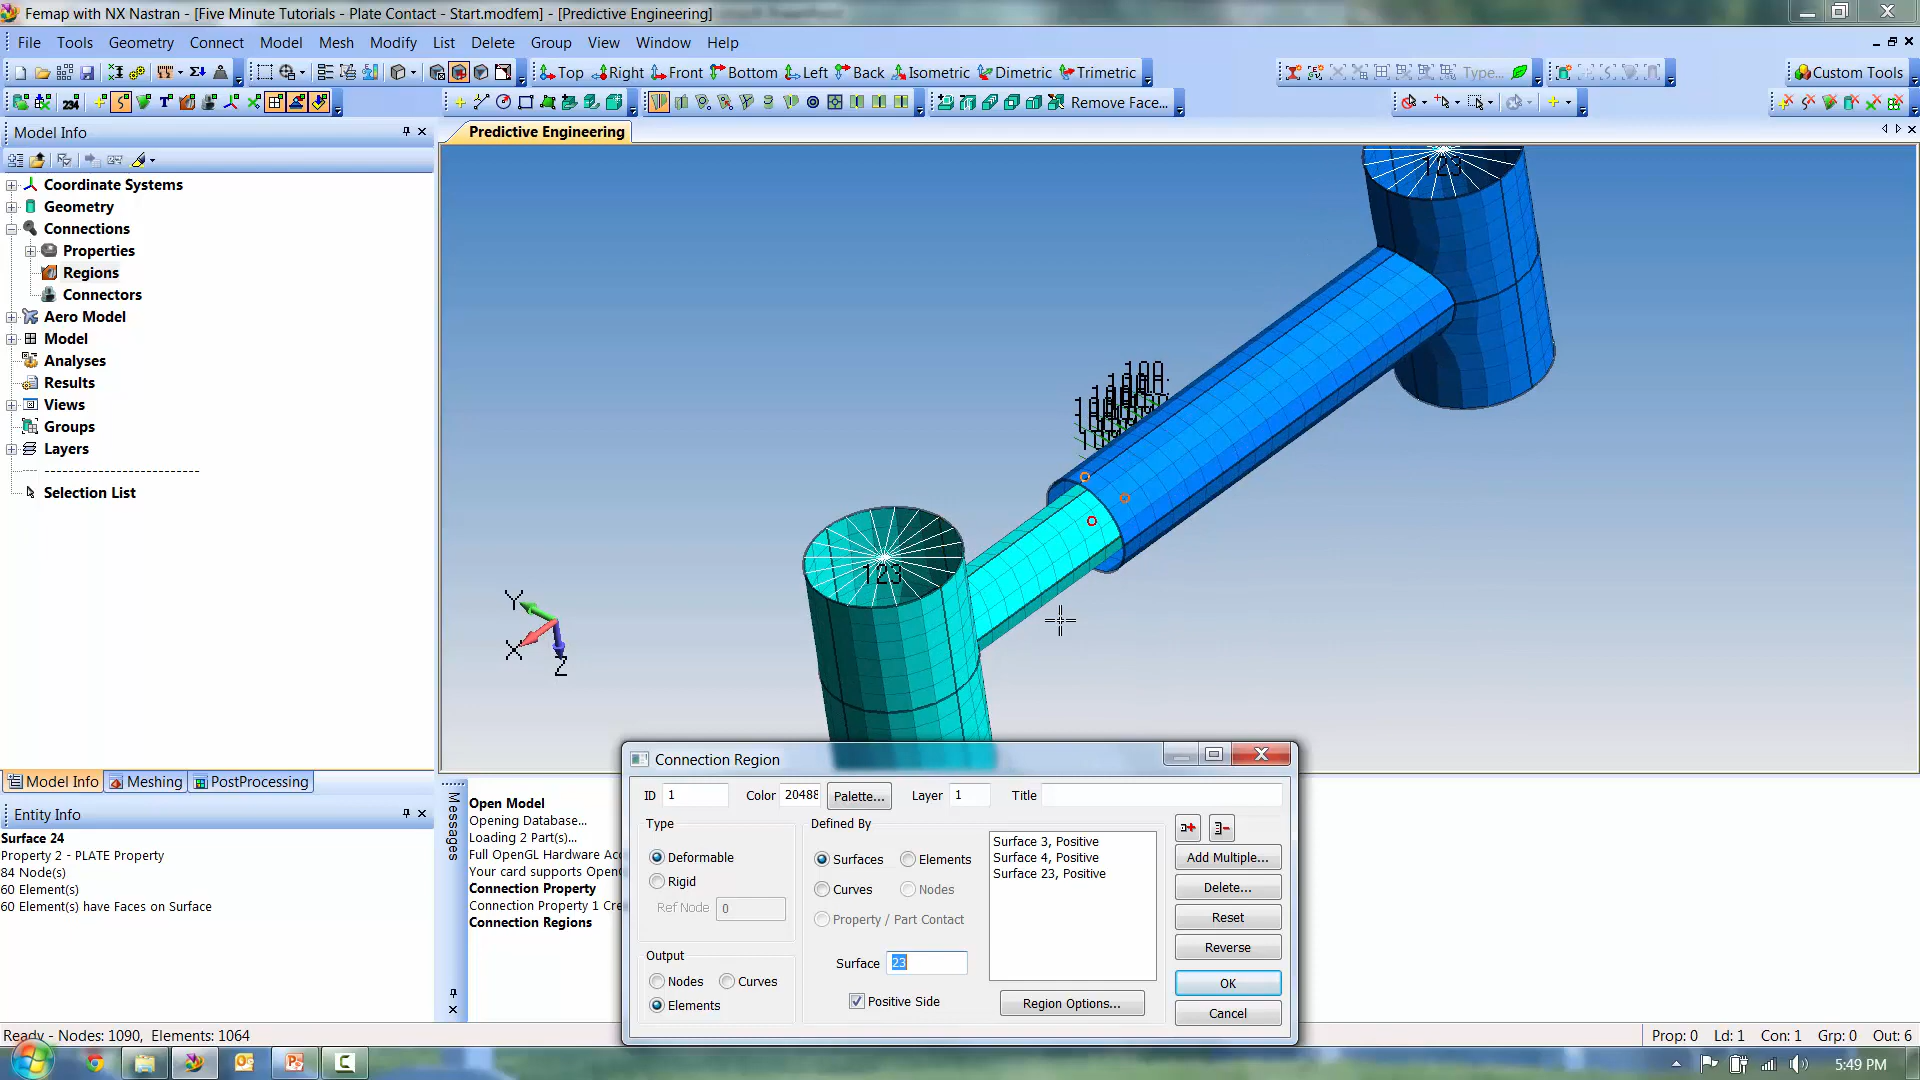 Femap with NX Nastran - [Five Minute Tutorials - Plate Contact - Start.modfem] - [Predictive Engineering]
File Tools Geometry Connect Model Mesh Modify List Delete Group View Window Help
Top Right Front Bottom Left Back Isometric Dimetric Trimetric Type... Custom Tools
234 Remove Face...
Model Info
Predictive Engineering
Coordinate Systems
Geometry
Connections
Properties
Regions
Connectors
Aero Model
Model
Analyses
Results
Views
Groups
Layers
Selection List
123
123
Y
X
Z
Model Info Meshing PostProcessing
Entity Info
Surface 24
Property 2 - PLATE Property
84 Node(s)
60 Element(s)
60 Element(s) have Faces on Surface
Messages
Open Model
Opening Database...
Loading 2 Part(s)...
Full OpenGL Hardware Acc
Your card supports OpenG
Connection Property
Connection Property 1 Cre
Connection Regions
Connection Region
ID 1 Color 20488 Palette... Layer 1 Title
Type
Deformable
Rigid
Ref Node 0
Output
Nodes Curves
Elements
Defined By
Surfaces Elements
Curves Nodes
Property / Part Contact
Surface 23
Positive Side
Surface 3, Positive
Surface 4, Positive
Surface 23, Positive
Region Options...
Add Multiple...
Delete...
Reset
Reverse
OK
Cancel
Ready - Nodes: 1090, Elements: 1064
Prop: 0 Ld: 1 Con: 1 Grp: 0 Out: 6
5:49 PM